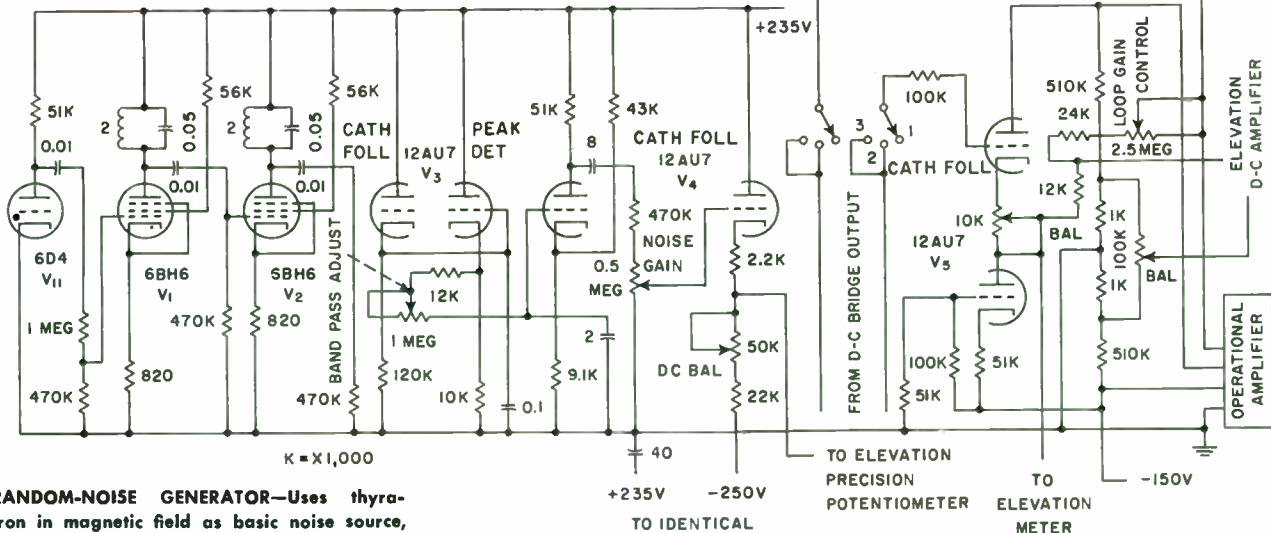 +235V
51K
0.01
6D4
V11
1 MEG
470K
2
0.05
0.01
6BH6
V1
820
56K
470K
2
0.05
0.01
5BH6
V2
820
56K
470K
BAND PASS ADJUST
CATH
FOLL
12AU7
V3
PEAK
DET
12K
1 MEG
120K
10K
0.1
51K
8
43K
2
9.1K
CATH FOLL
12AU7
V4
470K
NOISE
GAIN
0.5
MEG
2.2K
50K
DC BAL
22K
40
+235V
-250V
TO IDENTICAL
K = X1,000
TO ELEVATION
PRECISION
POTENTIOMETER
FROM D-C BRIDGE OUTPUT
3
1
2
100K
CATH FOLL
10K
BAL
12AU7
V5
100K
51K
51K
12K
24K
510K
LOOP GAIN
CONTROL
2.5 MEG
1K
100K
1K
BAL
510K
ELEVATION
D-C AMPLIFIER
OPERATIONAL
AMPLIFIER
TO
ELEVATION
METER
-150V
RANDOM-NOISE GENERATOR—Uses thyra-
ron in magnetic field as basic noise source,